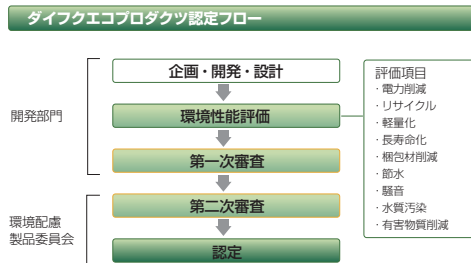 ダイフクエコプロダクツ認定フロー
企画・開発・設計
環境性能評価
第一次審査
第二次審査
認定
開発部門
環境配慮
製品委員会
評価項目
・電力削減
・リサイクル
・軽量化
・長寿命化
・梱包材削減
・節水
・騒音
・水質汚染
・有害物質削減